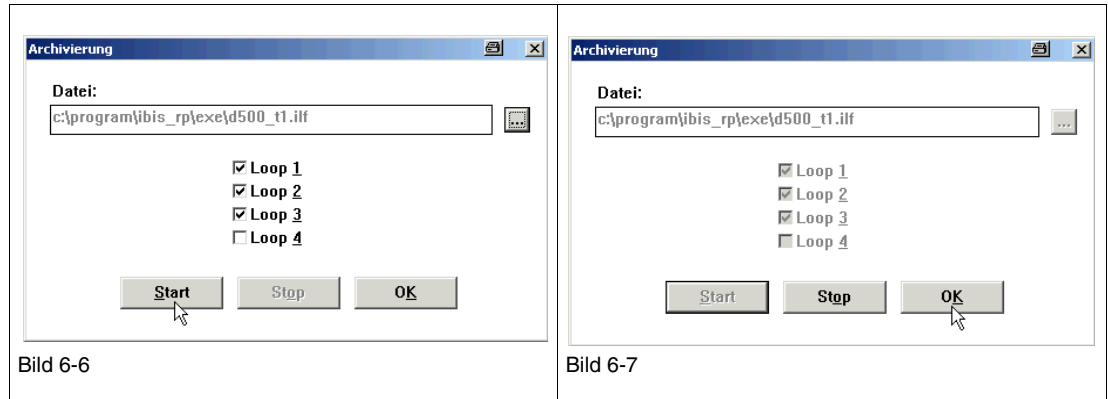 Archivierung
Datei:
c:\program\ibis_rp\exe\d500_t1.ilf
...
Loop 1
Loop 2
Loop 3
Loop 4
Start Stop OK
Bild 6-6
Archivierung
Datei:
c:\program\ibis_rp\exe\d500_t1.ilf
...
Loop 1
Loop 2
Loop 3
Loop 4
Start Stop OK
Bild 6-7